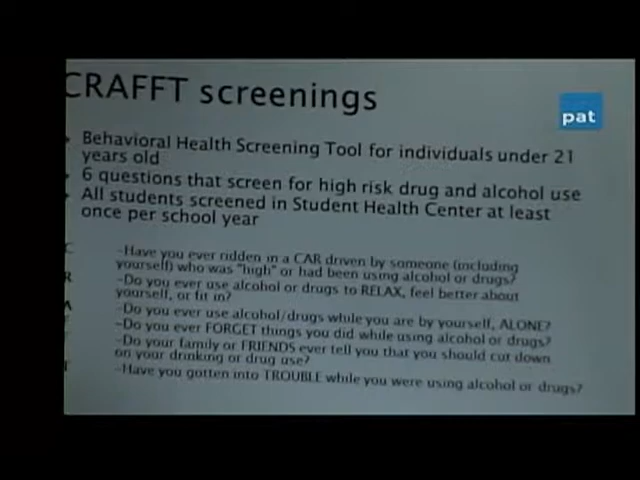 CRAFFT screenings
pat
Behavioral Health Screening Tool for individuals under 21
years old
6 questions that screen for high risk drug and alcohol use
All students screened in Student Health Center at least
once per school year
C
-Have you ever ridden in a CAR driven by someone (including
yourself) who was "high" or had been using alcohol or drugs?
R
-Do you ever use alcohol or drugs to RELAX, feel better about
yourself, or fit in?
A
-Do you ever use alcohol/drugs while you are by yourself, ALONE?
-Do you ever FORGET things you did while using alcohol or drugs?
-Do your family or FRIENDS ever tell you that you should cut down
on your drinking or drug use?
T
-Have you gotten into TROUBLE while you were using alcohol or drugs?